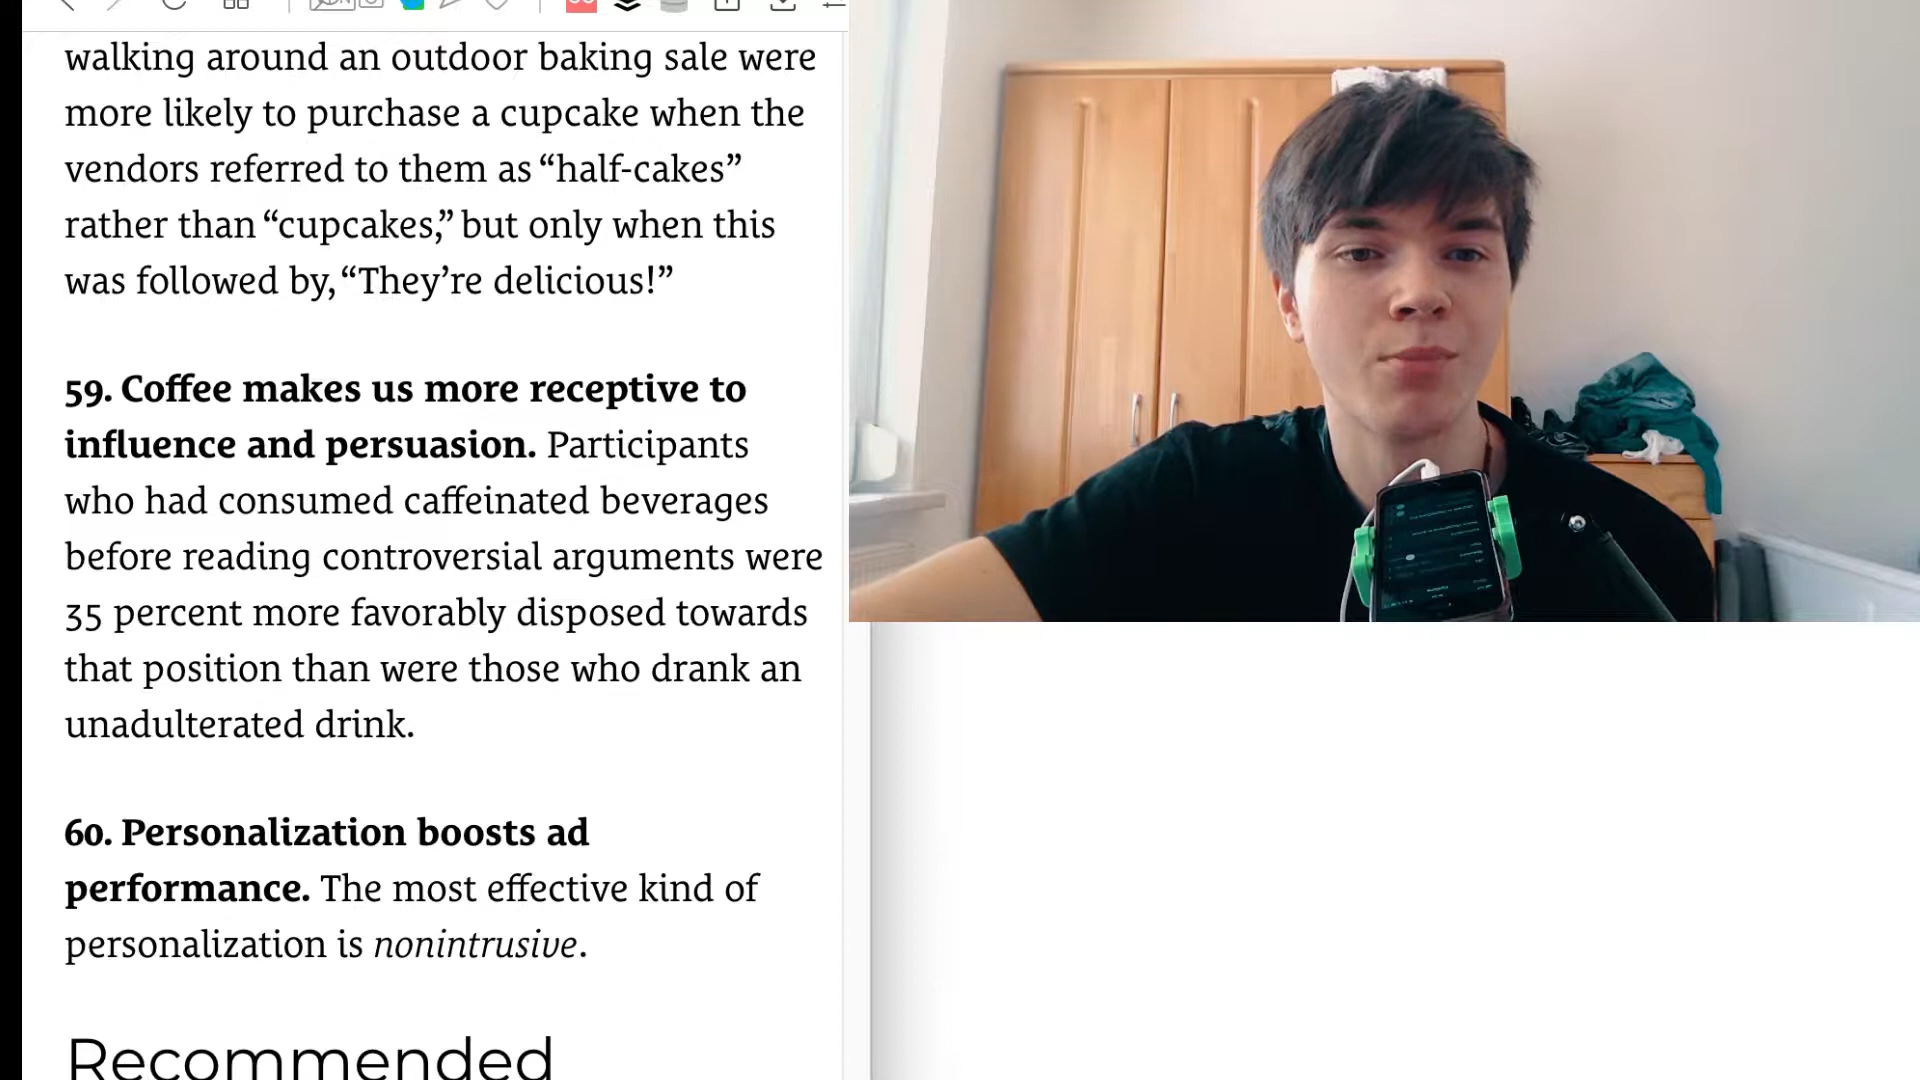 walking around an outdoor baking sale were
more likely to purchase a cupcake when the
vendors referred to them as “half-cakes”
rather than “cupcakes,” but only when this
was followed by, “They’re delicious!”
59. Coffee makes us more receptive to
influence and persuasion. Participants
who had consumed caffeinated beverages
before reading controversial arguments were
35 percent more favorably disposed towards
that position than were those who drank an
unadulterated drink.
60. Personalization boosts ad
performance. The most effective kind of
personalization is nonintrusive.
Recommended